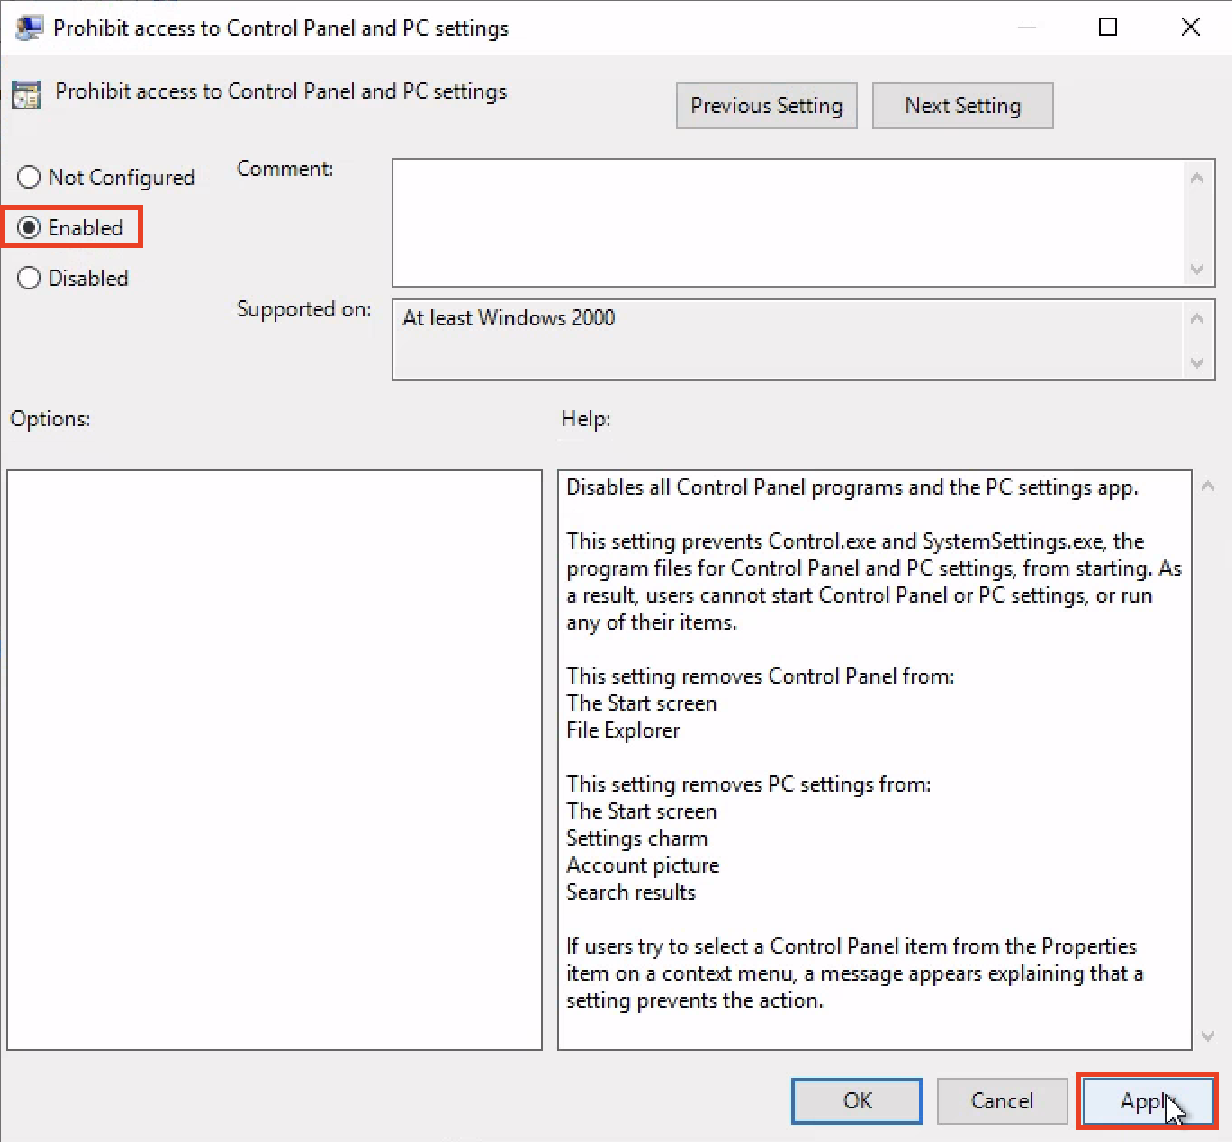 Prohibit access to Control Panel and PC settings
Prohibit access to Control Panel and PC settings
Previous Setting
Next Setting
Not Configured
Comment:
Enabled
Disabled
Supported on:
At least Windows 2000
Options:
Help:
Disables all Control Panel programs and the PC settings app.
This setting prevents Control.exe and SystemSettings.exe, the
program files for Control Panel and PC settings, from starting. As
a result, users cannot start Control Panel or PC settings, or run
any of their items.
This setting removes Control Panel from:
The Start screen
File Explorer
This setting removes PC settings from:
The Start screen
Settings charm
Account picture
Search results
If users try to select a Control Panel item from the Properties
item on a context menu, a message appears explaining that a
setting prevents the action.
OK
Cancel
Apply